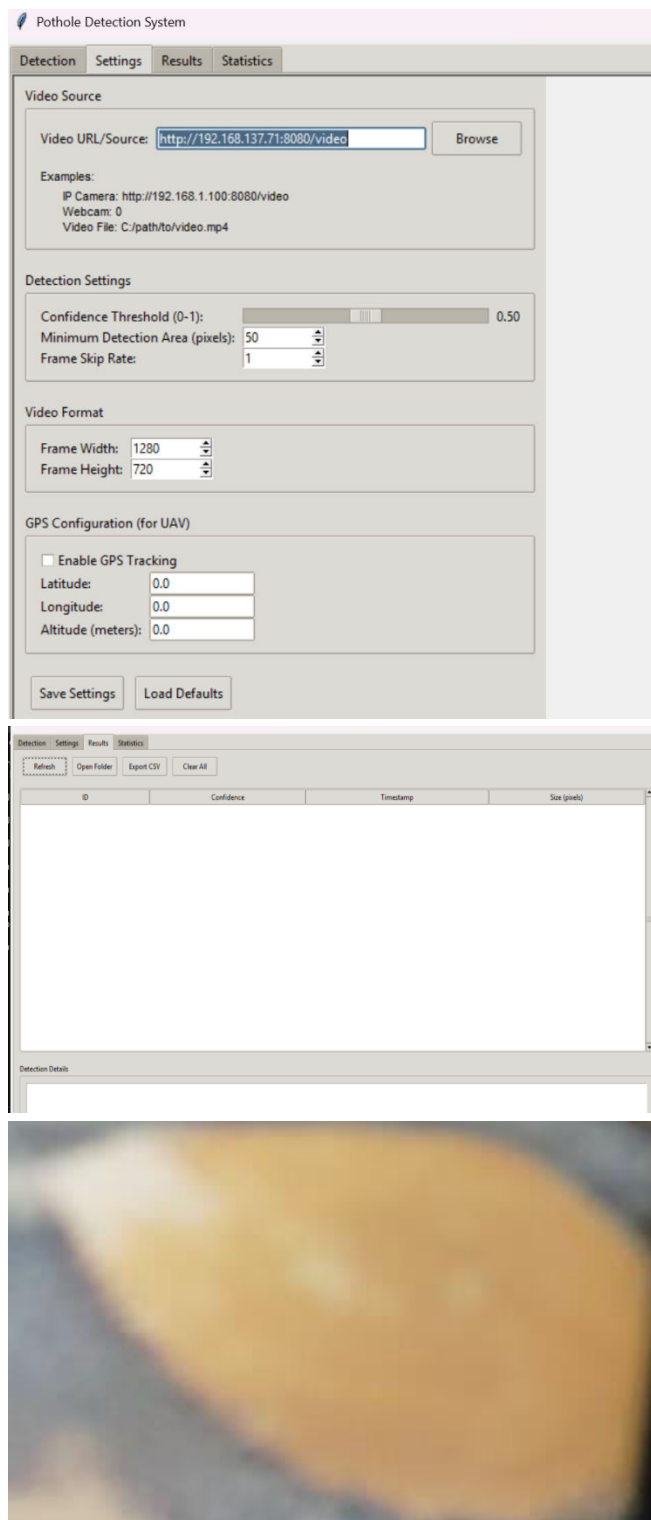 Pothole Detection System
Detection Settings Results Statistics
Video Source
Video URL/Source: http://192.168.137.71:8080/video Browse
Examples:
IP Camera: http://192.168.1.100:8080/video
Webcam: 0
Video File: C:/path/to/video.mp4
Detection Settings
Confidence Threshold (0-1): 0.50
Minimum Detection Area (pixels): 50
Frame Skip Rate: 1
Video Format
Frame Width: 1280
Frame Height: 720
GPS Configuration (for UAV)
Enable GPS Tracking
Latitude: 0.0
Longitude: 0.0
Altitude (meters): 0.0
Save Settings Load Defaults
Detection Settings Results Statistics
Refresh Open Folder Export CSV Clear All
ID Confidence Timestamp Size (pixels)
Detection Details